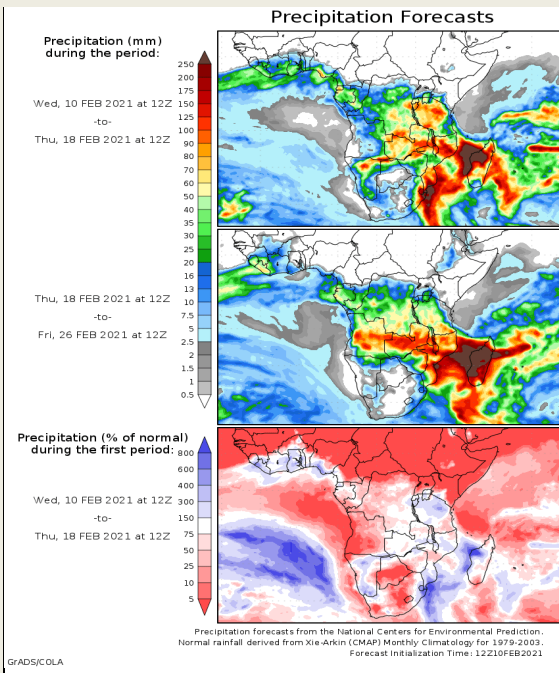 Precipitation Forecasts
Precipitation (mm)
during the period:
Wed, 10 FEB 2021 at 12Z
-to-
Thu, 18 FEB 2021 at 12Z
250
200
175
150
125
100
90
80
70
60
50
40
35
30
25
20
16
13
10
7.5
5
2.5
2
1.5
1
0.5
Thu, 18 FEB 2021 at 12Z
-to-
Fri, 26 FEB 2021 at 12Z
Precipitation (% of normal)
during the first period:
Wed, 10 FEB 2021 at 12Z
-to-
Thu, 18 FEB 2021 at 12Z
800
600
400
300
150
75
50
25
10
5
Precipitation forecasts from the National Centers for Environmental Prediction.
Normal rainfall derived from Xie-Arkin (CMAP) Monthly Climatology for 1979-2003.
Forecast Initialization Time: 12Z10FEB2021
GrADS/COLA